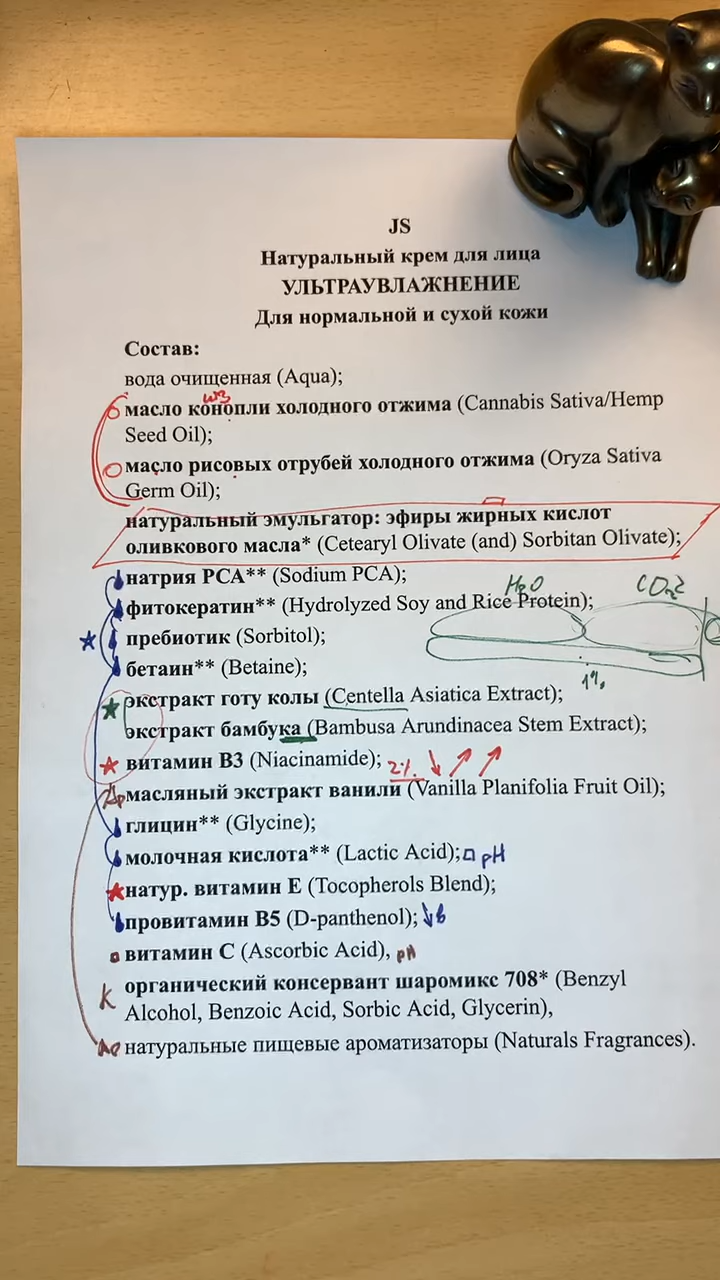 JS
Натуральный крем для лица
УЛЬТРАУВЛАЖНЕНИЕ
Для нормальной и сухой кожи
Состав:
вода очищенная (Aqua);
ω3
масло конопли холодного отжима (Cannabis Sativa/Hemp
Seed Oil);
масло рисовых отрубей холодного отжима (Oryza Sativa
Germ Oil);
натуральный эмульгатор: эфиры жирных кислот
оливкового масла* (Cetearyl Olivate (and) Sorbitan Olivate);
натрия PCA** (Sodium PCA);
H2O CO2
фитокератин** (Hydrolyzed Soy and Rice Protein);
пребиотик (Sorbitol);
бетаин** (Betaine);
1%
экстракт готу колы (Centella Asiatica Extract);
экстракт бамбука (Bambusa Arundinacea Stem Extract);
витамин В3 (Niacinamide); 2%
масляный экстракт ванили (Vanilla Planifolia Fruit Oil);
глицин** (Glycine);
молочная кислота** (Lactic Acid); pH
натур. витамин Е (Tocopherols Blend);
провитамин В5 (D-panthenol);
витамин С (Ascorbic Acid), pH
К органический консервант шаромикс 708* (Benzyl
Alcohol, Benzoic Acid, Sorbic Acid, Glycerin),
натуральные пищевые ароматизаторы (Naturals Fragrances).